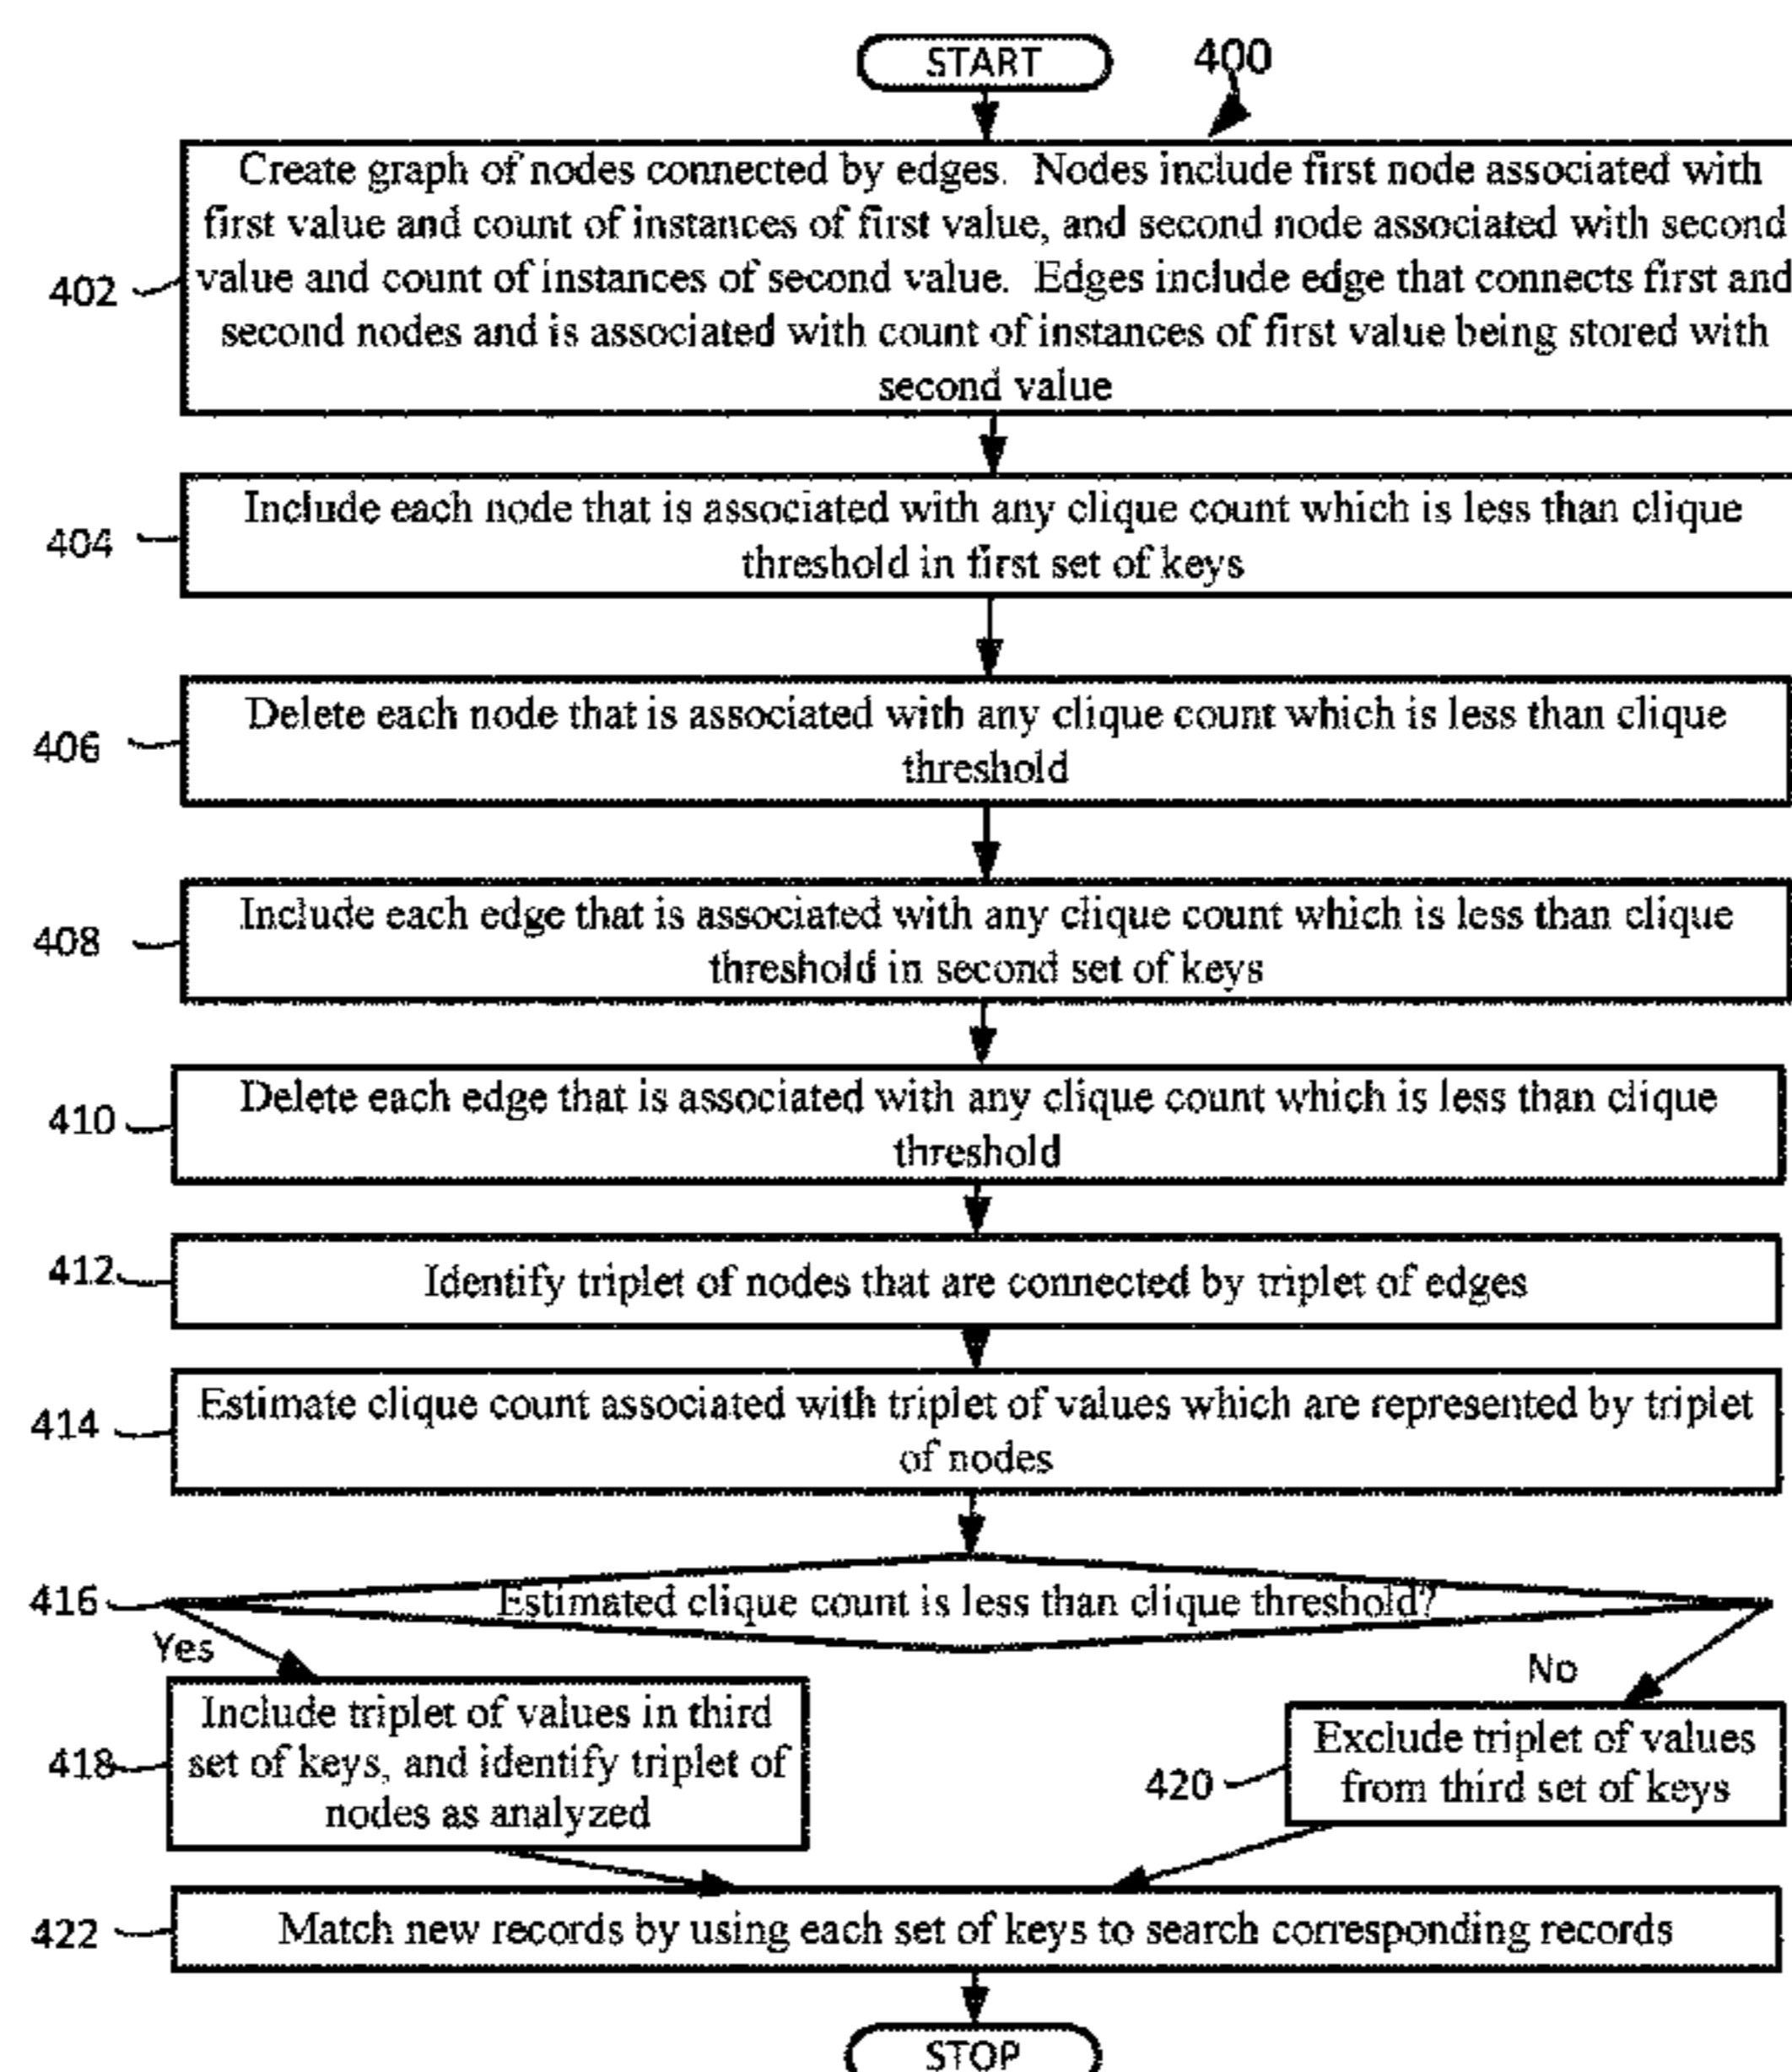 START
400
Create graph of nodes connected by edges. Nodes include first node associated with
first value and count of instances of first value, and second node associated with second
402
value and count of instances of second value. Edges include edge that connects first and
second nodes and is associated with count of instances of first value being stored with
second value
404
Include each node that is associated with any clique count which is less than clique
threshold in first set of keys
406
Delete each node that is associated with any clique count which is less than clique
threshold
408
Include each edge that is associated with any clique count which is less than clique
threshold in second set of keys
410
Delete each edge that is associated with any clique count which is less than clique
threshold
412
Identify triplet of nodes that are connected by triplet of edges
414
Estimate clique count associated with triplet of values which are represented by triplet
of nodes
416
Estimated clique count is less than clique threshold?
Yes
No
418
Include triplet of values in third
set of keys, and identify triplet of
nodes as analyzed
420
Exclude triplet of values
from third set of keys
422
Match new records by using each set of keys to search corresponding records
STOP